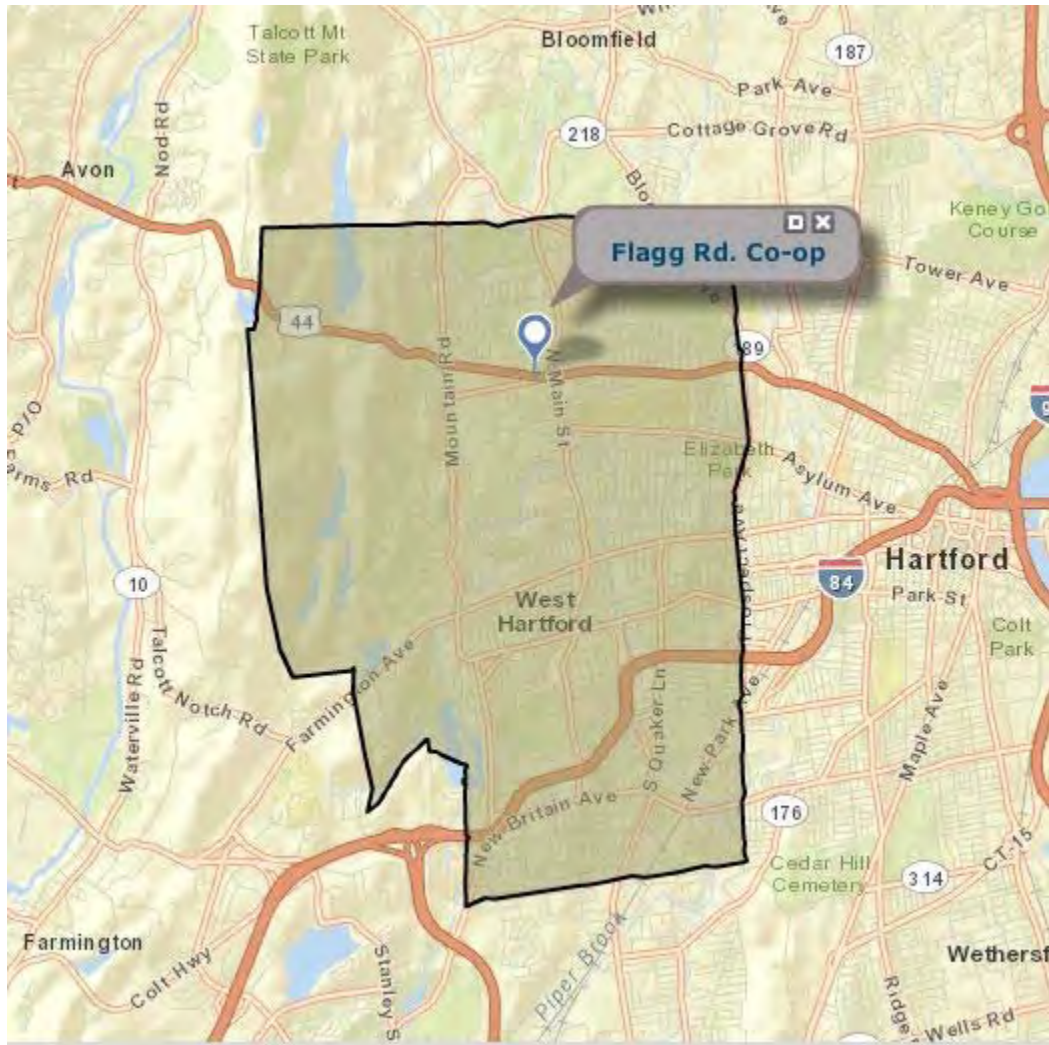 Talcott Mt
State Park
Bloomfield
187
Park Ave
218
Cottage Grove Rd
Nod Rd
Avon
Keney Go
Course
Flagg Rd. Co-op
Tower Ave
44
189
N Main St
Mountain Rd
Elizabeth
Park
Asylum Ave
Rd
10
Hartford
84
Park St
West
Hartford
Prospect Ave
Colt
Park
Talcott Notch Rd
Farmington Ave
Waterville Rd
S Quaker Ln
New Park Ave
Maple Ave
New Britain Ave
176
Cedar Hill
Cemetery
314
CT-15
Farmington
Wethersf
Colt Hwy
Stanley S
Piper Brook
Ridge
Wells Rd